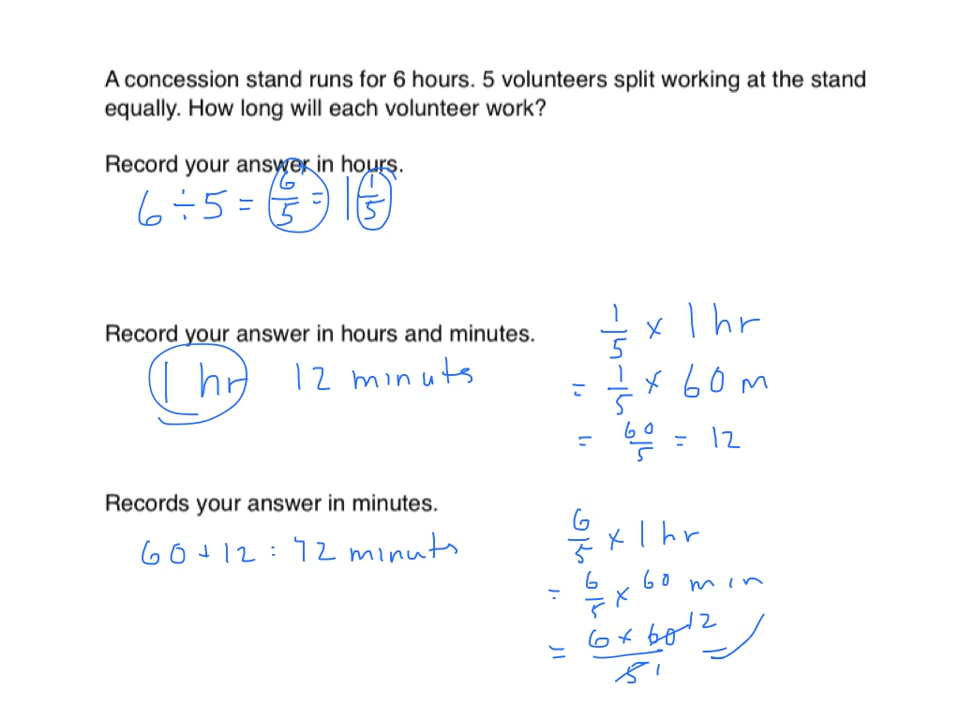 A concession stand runs for 6 hours. 5 volunteers split working at the stand
equally. How long will each volunteer work?
Record your answer in hours.
6 ÷ 5 = 6/5 = 1 1/5
Record your answer in hours and minutes.
1 hr 12 minuts
1/5 × 1 hr
= 1/5 × 60 m
= 60/5 = 12
Records your answer in minutes.
60 + 12 : 72 minuts
6/5 × 1 hr
= 6/5 × 60 min
= 6 × 60 12 / 5 1 =